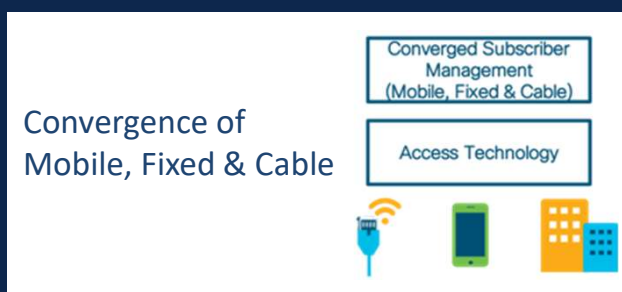 Convergence of
Mobile, Fixed & Cable
Converged Subscriber
Management
(Mobile, Fixed & Cable)
Access Technology